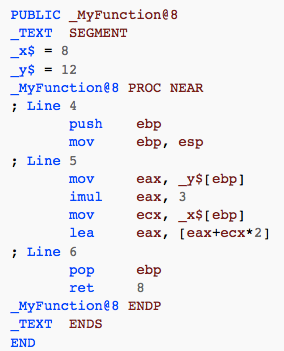 PUBLIC _MyFunction@8
_TEXT SEGMENT
_x$ = 8
_y$ = 12
_MyFunction@8 PROC NEAR
; Line 4
push ebp
mov ebp, esp
; Line 5
mov eax, _y$[ebp]
imul eax, 3
mov ecx, _x$[ebp]
lea eax, [eax+ecx*2]
; Line 6
pop ebp
ret 8
_MyFunction@8 ENDP
_TEXT ENDS
END